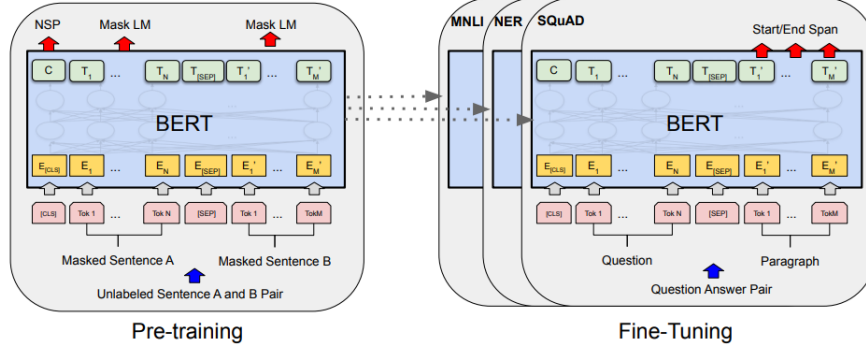 NSP Mask LM Mask LM
C T1 ... TN T[SEP] T1' ... TM'
BERT
E[CLS] E1 ... EN E[SEP] E1' ... EM'
[CLS] Tok 1 ... Tok N [SEP] Tok 1 ... TokM
Masked Sentence A Masked Sentence B
Unlabeled Sentence A and B Pair
Pre-training
MNLI NER SQuAD
Start/End Span
C T1 ... TN T[SEP] T1' ... TM'
BERT
E[CLS] E1 ... EN E[SEP] E1' ... EM'
[CLS] Tok 1 ... Tok N [SEP] Tok 1 ... TokM
Question Paragraph
Question Answer Pair
Fine-Tuning